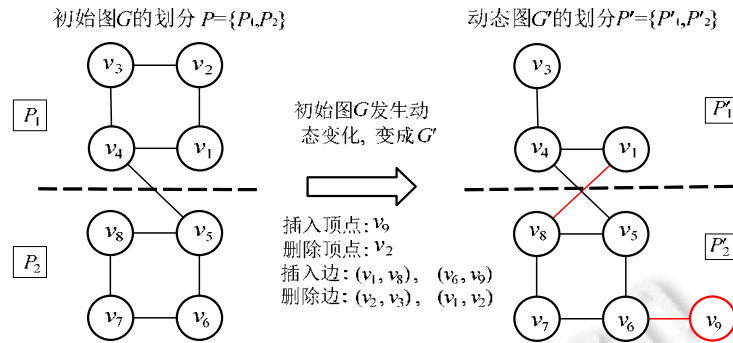 初始图G的划分 P={P₁,P₂}
动态图G′的划分P′={P′₁,P′₂}
v₃
v₂
v₃
P₁
初始图G发生动
态变化, 变成G′
P′₁
v₄
v₁
v₄
v₁
插入顶点: v₉
删除顶点: v₂
插入边: (v₁, v₈), (v₆, v₉)
删除边: (v₂, v₃), (v₁, v₂)
P₂
v₈
v₅
v₈
v₅
P′₂
v₇
v₆
v₇
v₆
v₉